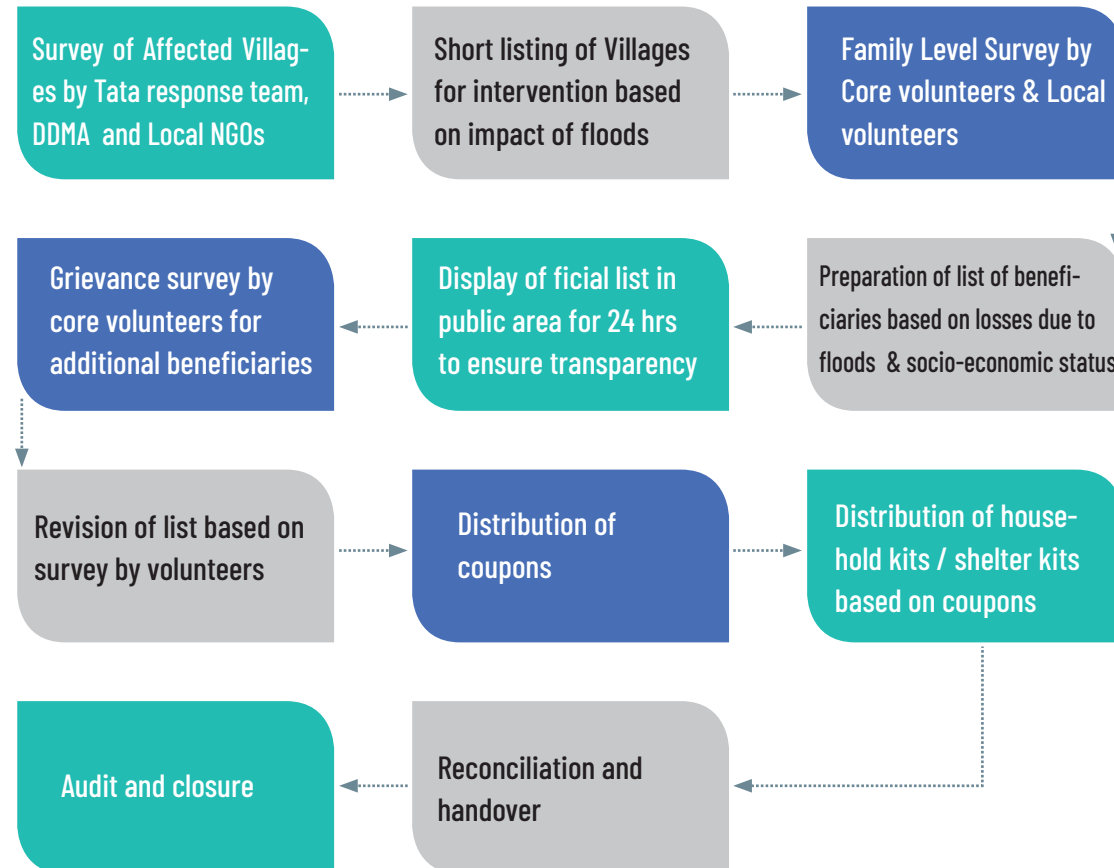 Survey of Affected Villag-
es by Tata response team,
DDMA and Local NGOs
Short listing of Villages
for intervention based
on impact of floods
Family Level Survey by
Core volunteers & Local
volunteers
Preparation of list of benefi-
ciaries based on losses due to
floods & socio-economic status
Display of ficial list in
public area for 24 hrs
to ensure transparency
Grievance survey by
core volunteers for
additional beneficiaries
Revision of list based on
survey by volunteers
Distribution of
coupons
Distribution of house-
hold kits / shelter kits
based on coupons
Reconciliation and
handover
Audit and closure